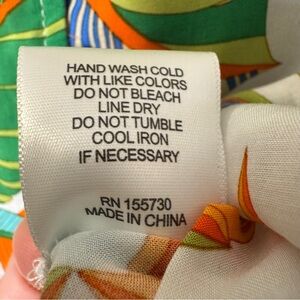 HAND WASH COLD
WITH LIKE COLORS
DO NOT BLEACH
LINE DRY
DO NOT TUMBLE
COOL IRON
IF NECESSARY
RN 155730
MADE IN CHINA